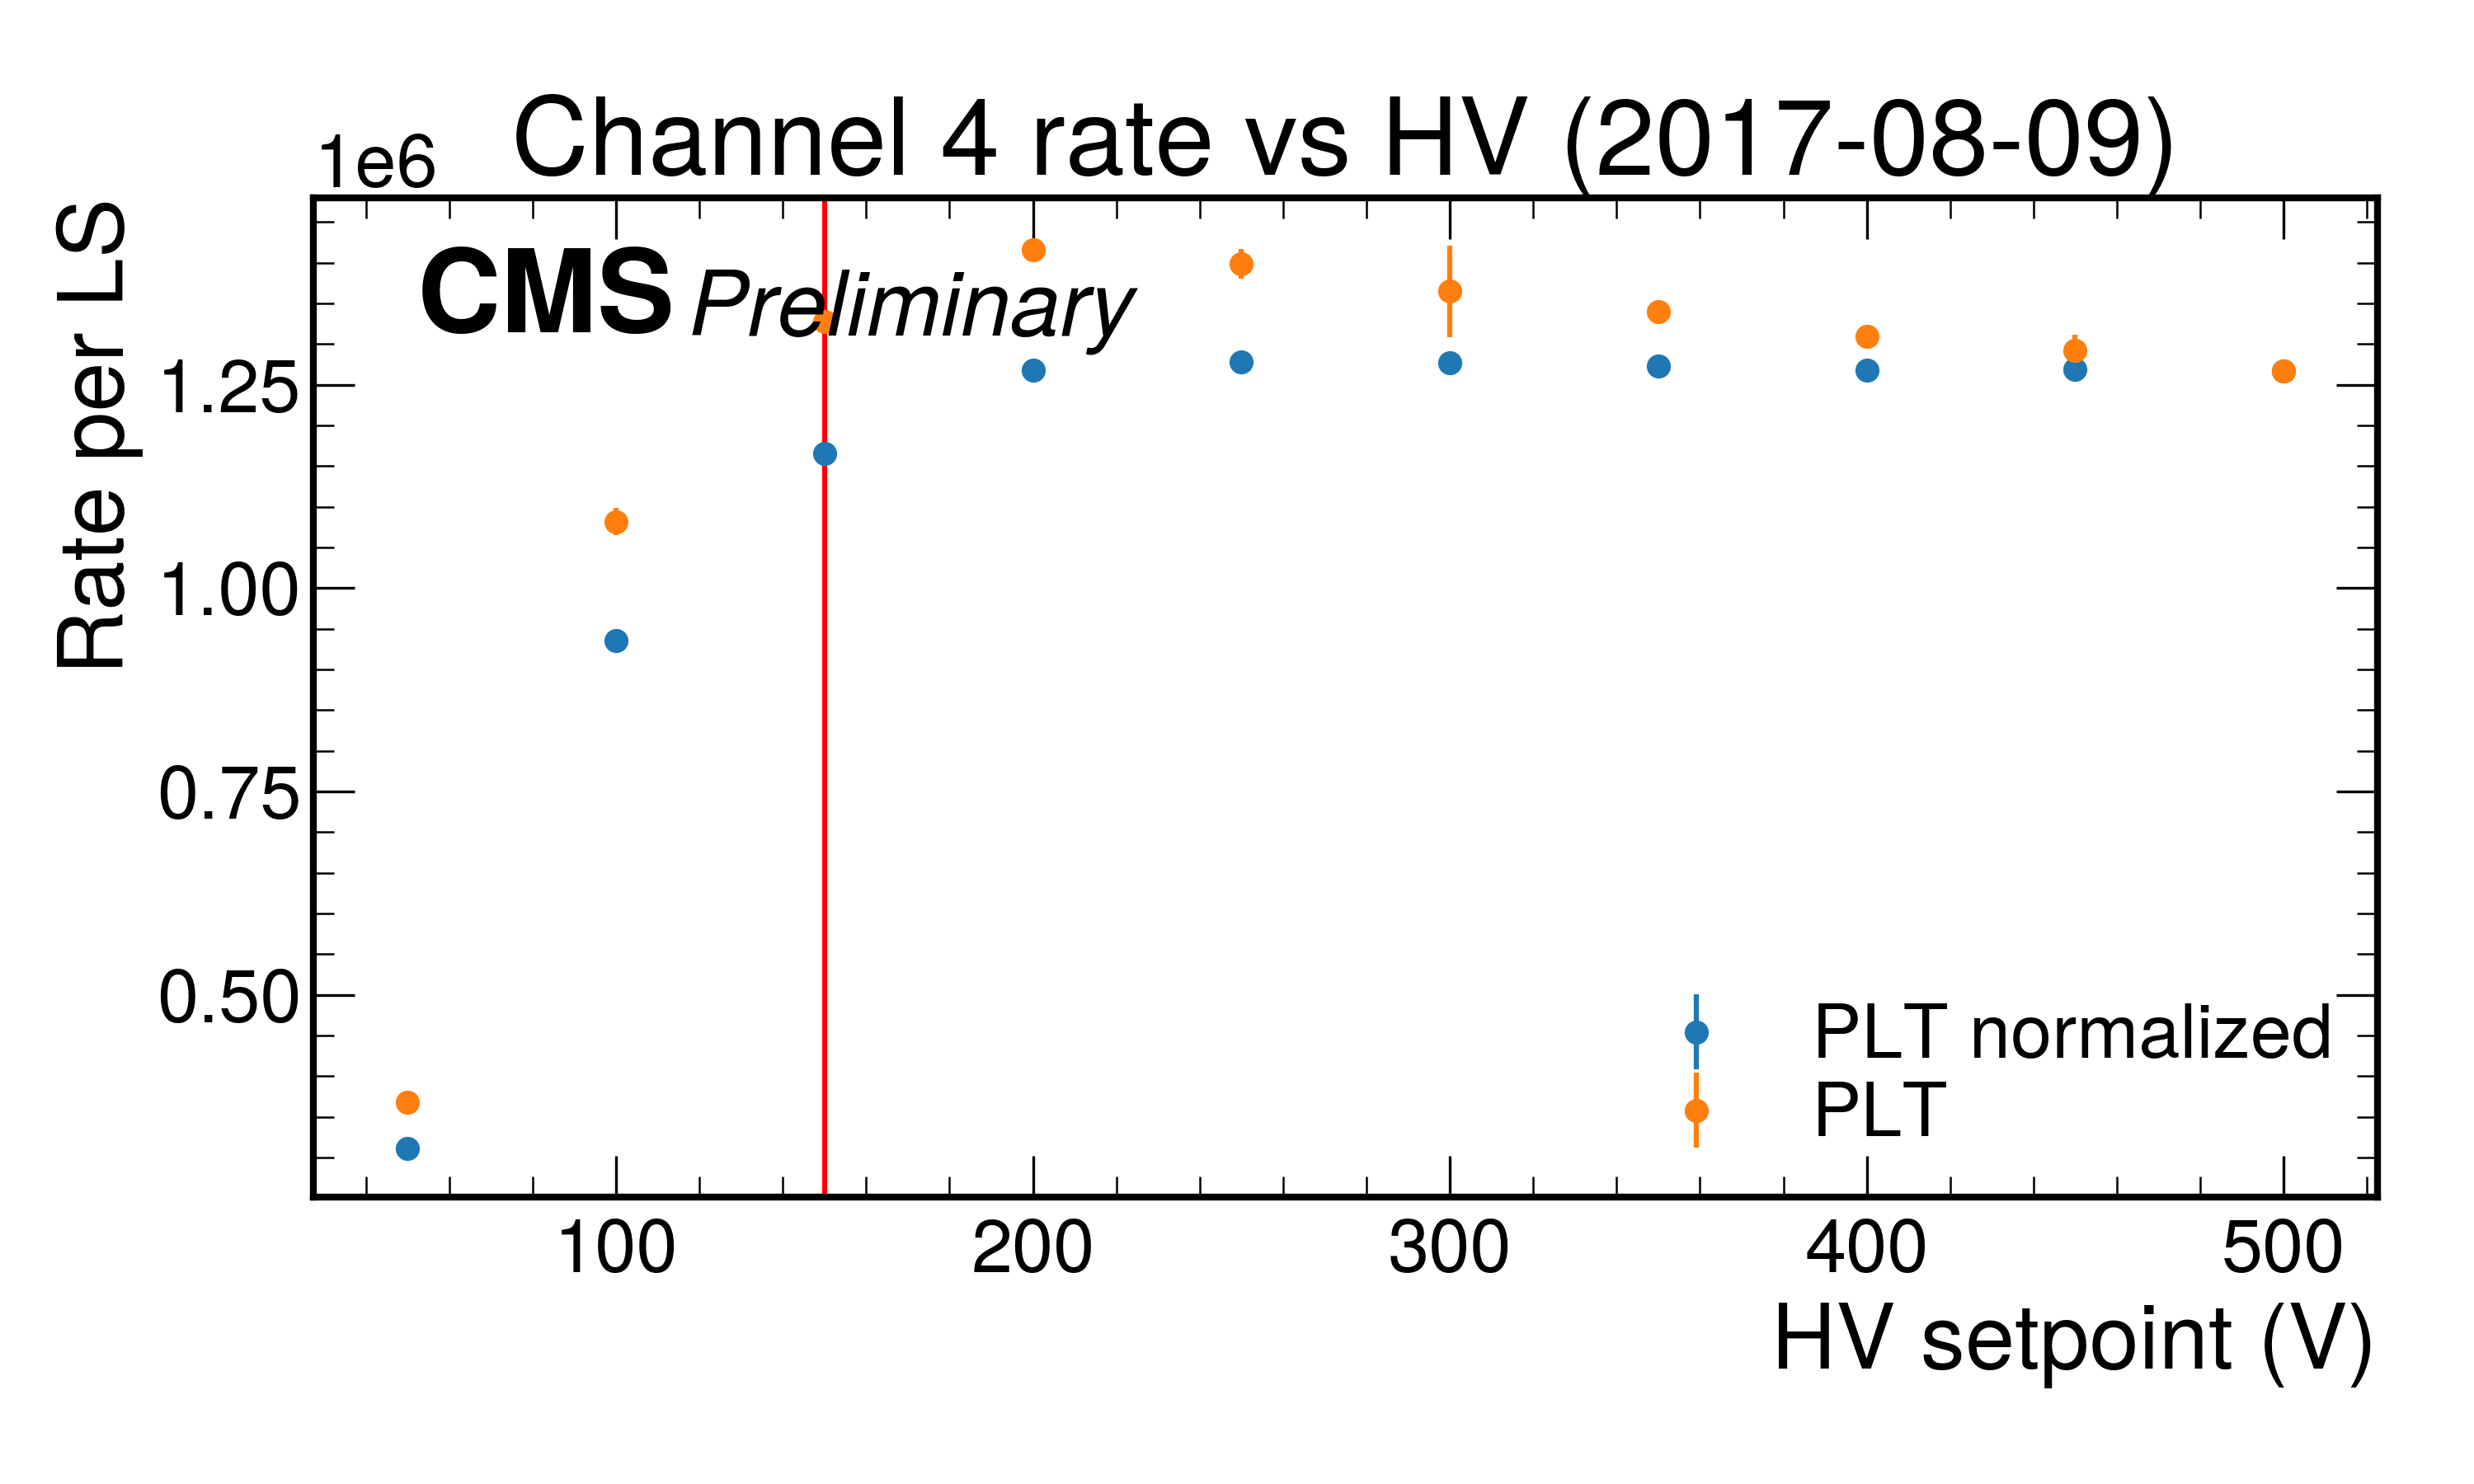 Channel 4 rate vs HV (2017-08-09)
1e6
CMS Preliminary
Rate per LS
1.25
1.00
0.75
0.50
PLT normalized
PLT
100 200 300 400 500
HV setpoint (V)